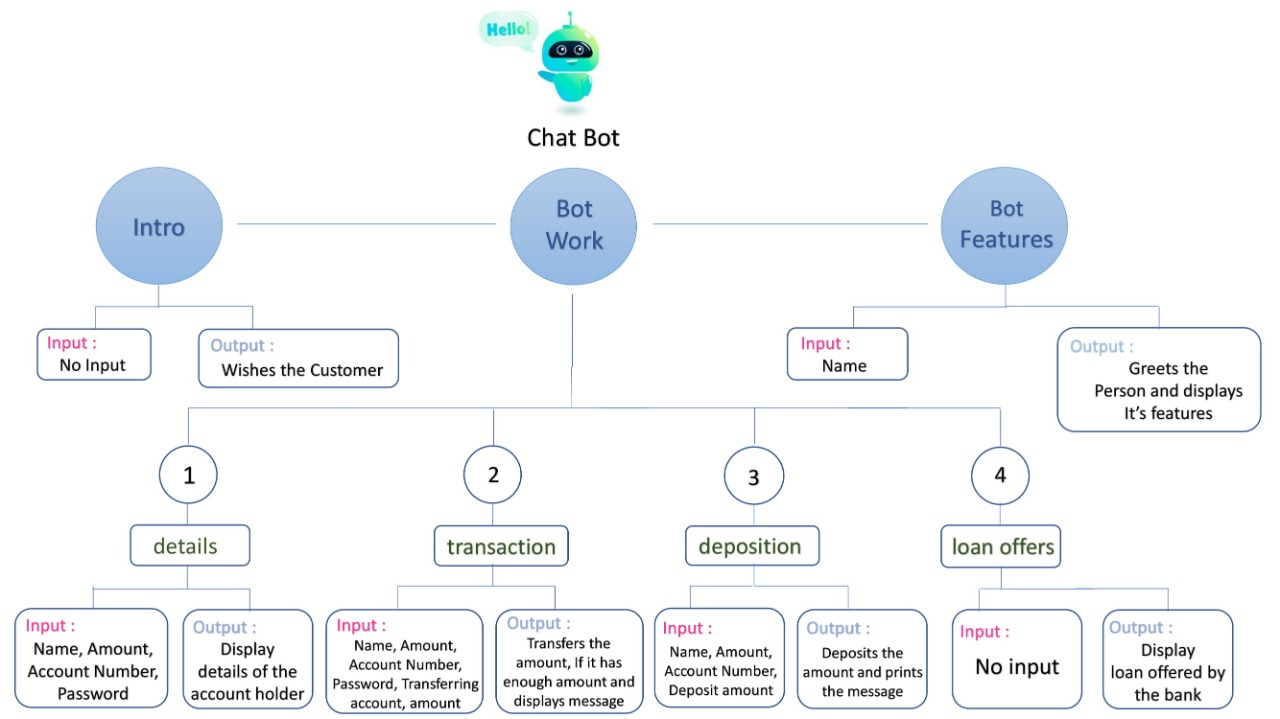 Hello!
Chat Bot
Intro
Bot
Work
Bot
Features
Input :
No Input
Output :
Wishes the Customer
Input :
Name
Output :
Greets the
Person and displays
It’s features
1
2
3
4
details
transaction
deposition
loan offers
Input :
Name, Amount,
Account Number,
Password
Output :
Display
details of the
account holder
Input :
Name, Amount,
Account Number,
Password, Transferring
account, amount
Output :
Transfers the
amount, If it has
enough amount and
displays message
Input :
Name, Amount,
Account Number,
Deposit amount
Output :
Deposits the
amount and prints
the message
Input :
No input
Output :
Display
loan offered by
the bank